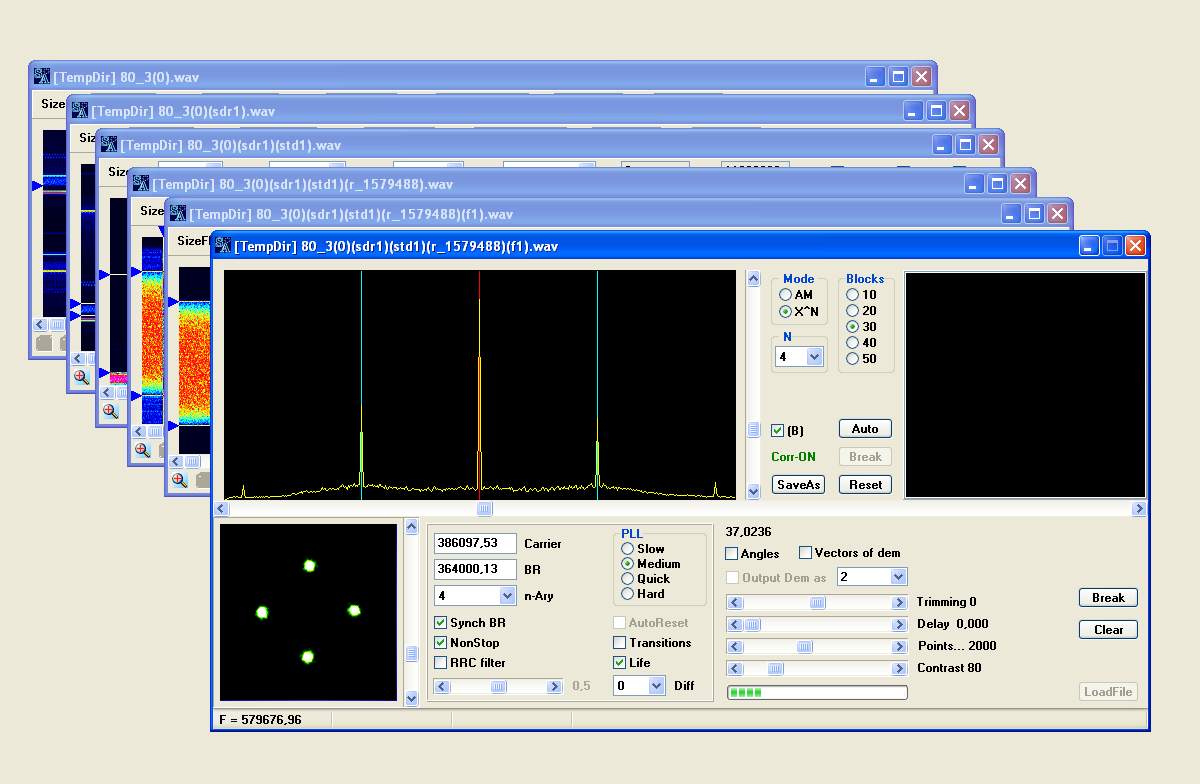 [TempDir] 80_3(0).wav
Size
[TempDir] 80_3(0)(sdr1).wav
Siz
[TempDir] 80_3(0)(sdr1)(std1).wav
Size
[TempDir] 80_3(0)(sdr1)(std1)(r_1579488).wav
Size
[TempDir] 80_3(0)(sdr1)(std1)(r_1579488)(f1).wav
SizeF
[TempDir] 80_3(0)(sdr1)(std1)(r_1579488)(f1).wav
Mode
AM
X^N
N
4
Blocks
10
20
30
40
50
(B)
Auto
Corr-ON
Break
SaveAs
Reset
386097,53 Carrier
364000,13 BR
4 n-Ary
Synch BR
NonStop
RRC filter
0,5
PLL
Slow
Medium
Quick
Hard
AutoReset
Transitions
Life
0 Diff
37,0236
Angles
Vectors of dem
Output Dem as 2
Trimming 0
Delay 0,000
Points... 2000
Contrast 80
Break
Clear
LoadFile
F = 579676,96